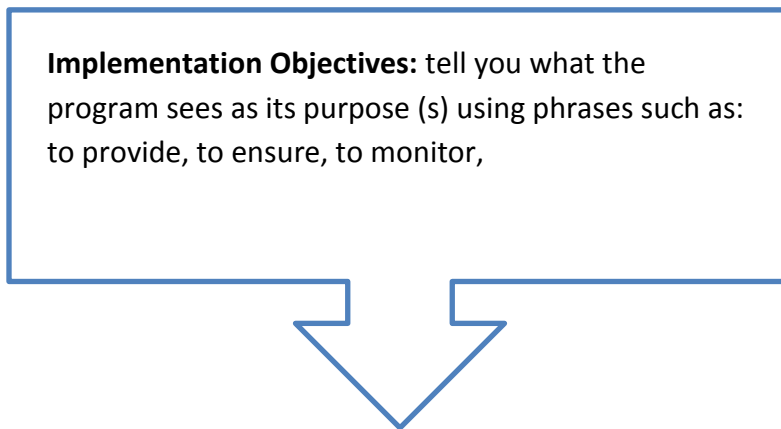 Implementation Objectives: tell you what the
program sees as its purpose (s) using phrases such as:
to provide, to ensure, to monitor,